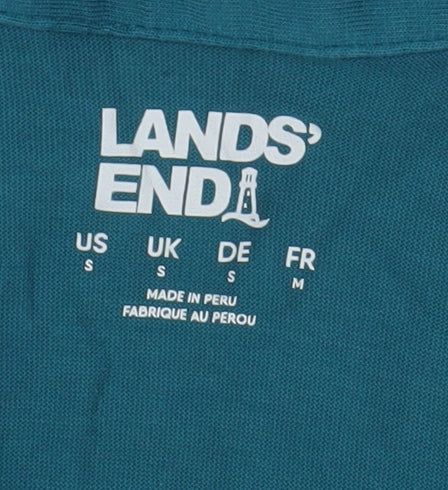 LANDS'
END
US UK DE FR
S S S M
MADE IN PERU
FABRIQUE AU PEROU